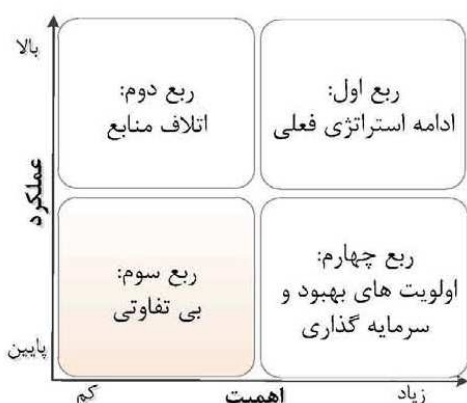 بالا
ربع اول:
ادامه استراتژی فعلی
ربع دوم:
اتلاف منابع
عملکرد
ربع چهارم:
اولویت های بهبود و
سرمایه گذاری
ربع سوم:
بی تفاوتی
پایین
زیاد
اهمیت
کم